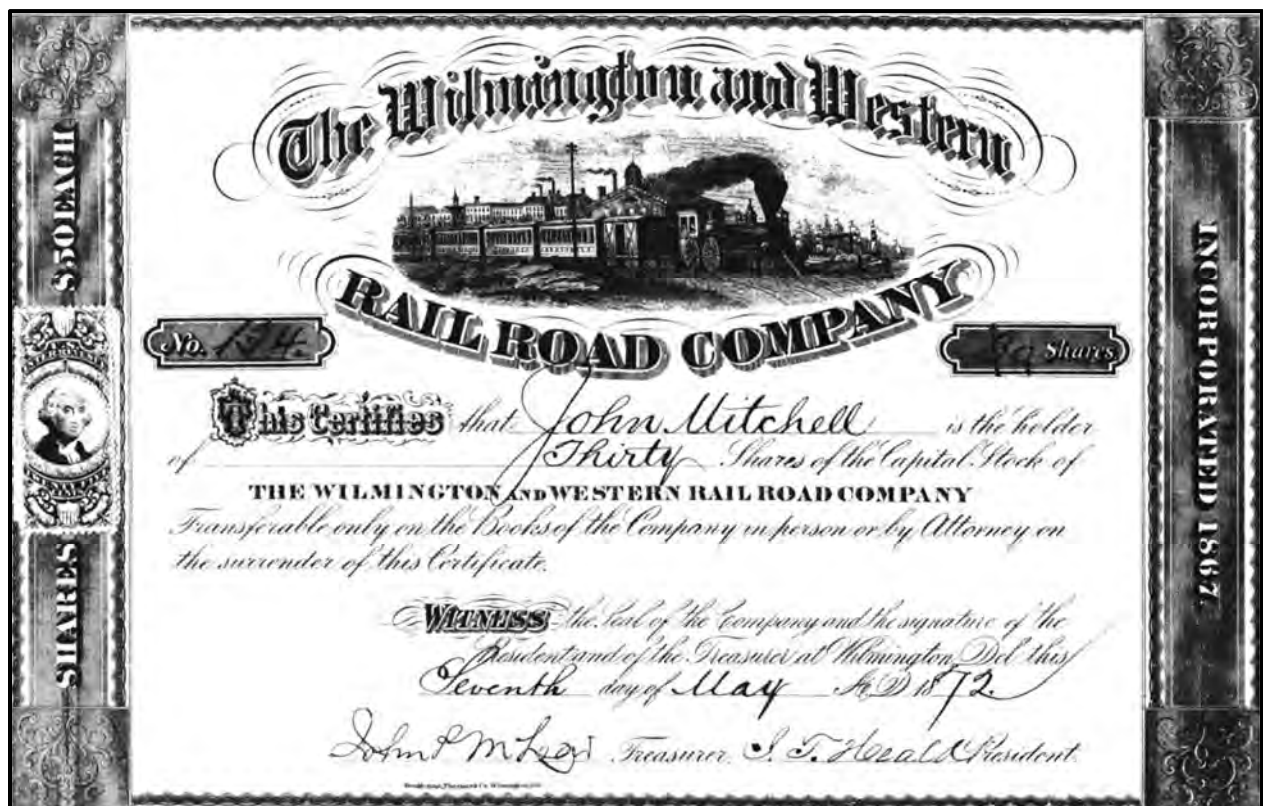 The Wilmington and Western
RAIL ROAD COMPANY
No. 134.
30 Shares
This Certifies that John Mitchell is the holder
of Thirty Shares of the Capital Stock of
THE WILMINGTON AND WESTERN RAIL ROAD COMPANY
Transferable only on the Books of the Company in person or by Attorney on
the surrender of this Certificate.
WITNESS the Seal of the Company and the signature of the
President and of the Treasurer at Wilmington, Del this
Seventh day of May A.D. 1872.
Treasurer. President.
SHARES $50 EACH
INCORPORATED 1867.